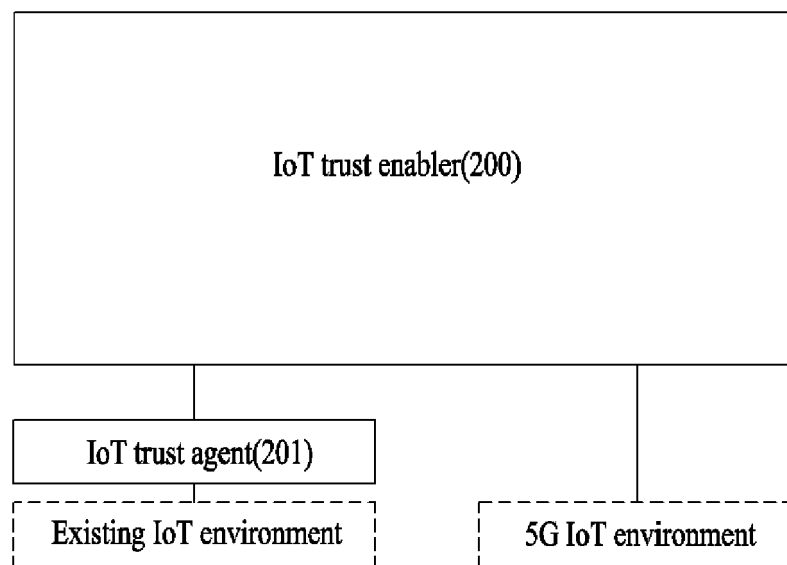 IoT trust enabler(200)
IoT trust agent(201)
Existing IoT environment
5G IoT environment